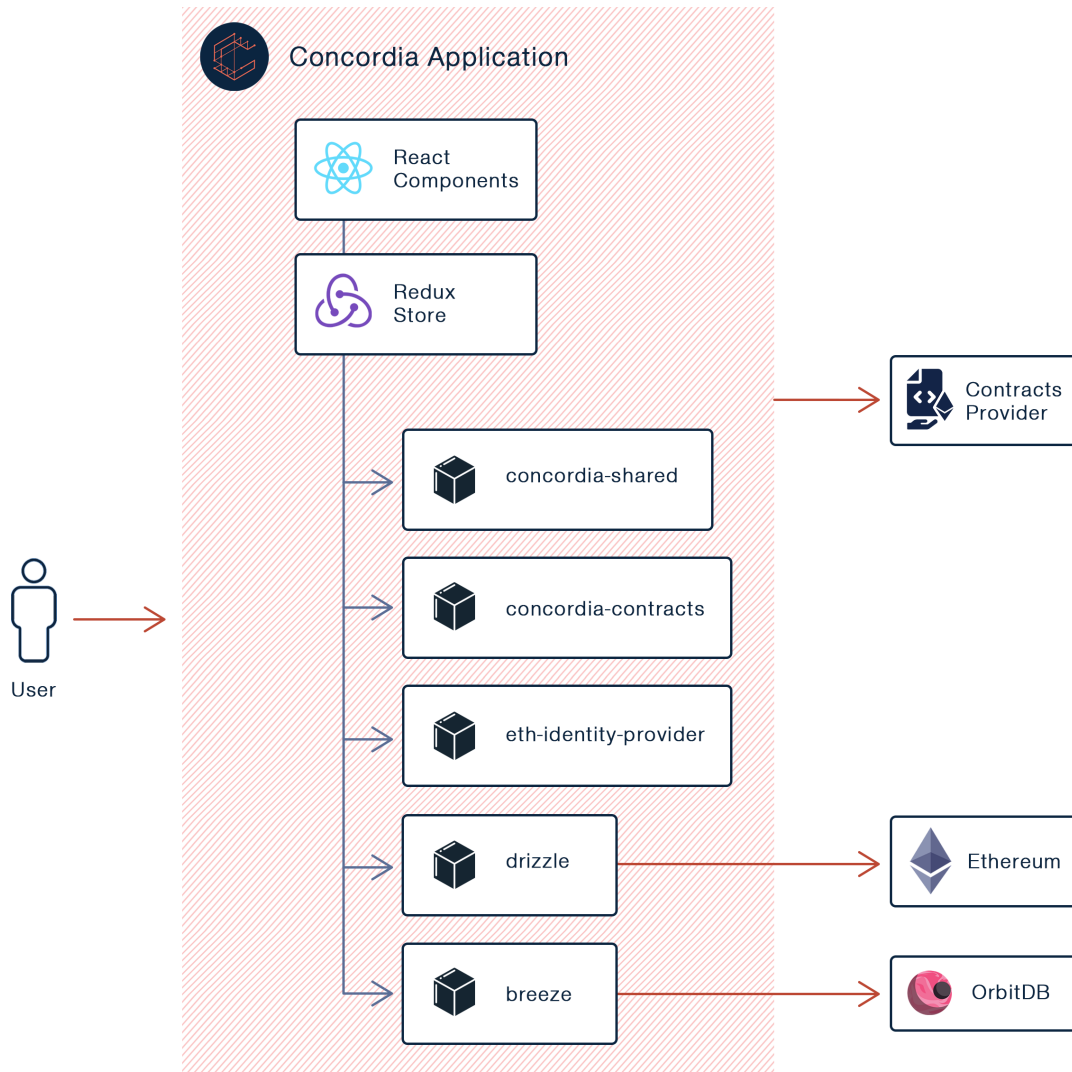 Concordia Application
React
Components
Redux
Store
Contracts
Provider
concordia-shared
concordia-contracts
User
eth-identity-provider
drizzle
Ethereum
breeze
OrbitDB